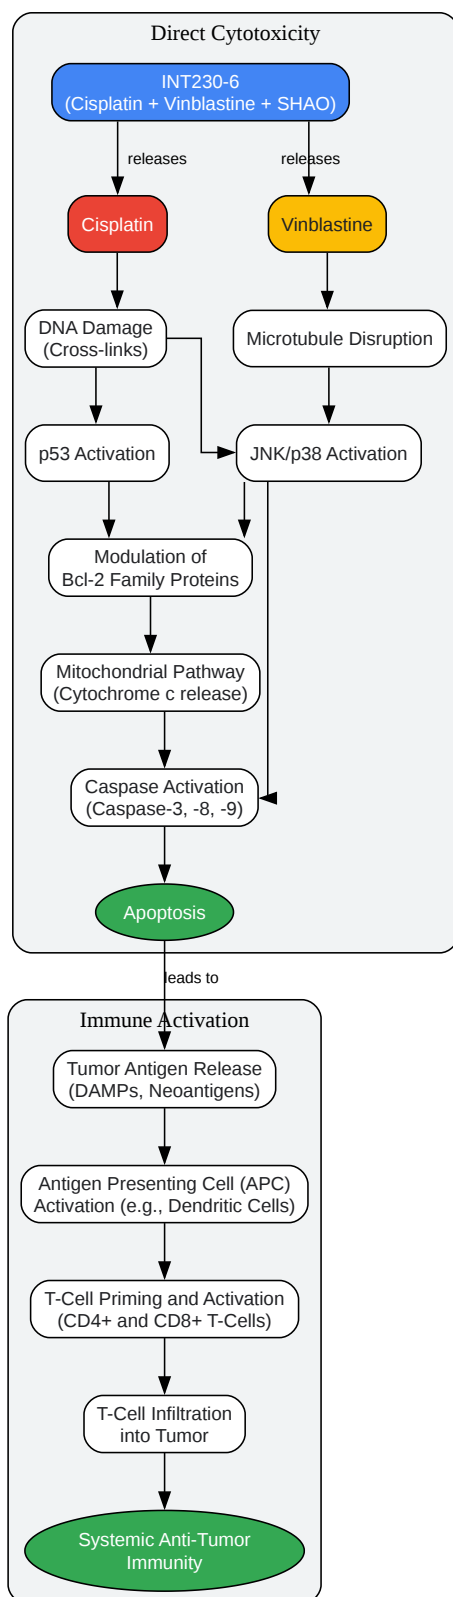 Direct Cytotoxicity
INT230-6
(Cisplatin + Vinblastine + SHAO)
releases
releases
Cisplatin
Vinblastine
DNA Damage
(Cross-links)
Microtubule Disruption
p53 Activation
JNK/p38 Activation
Modulation of
Bcl-2 Family Proteins
Mitochondrial Pathway
(Cytochrome c release)
Caspase Activation
(Caspase-3, -8, -9)
Apoptosis
leads to
Immune Activation
Tumor Antigen Release
(DAMPs, Neoantigens)
Antigen Presenting Cell (APC)
Activation (e.g., Dendritic Cells)
T-Cell Priming and Activation
(CD4+ and CD8+ T-Cells)
T-Cell Infiltration
into Tumor
Systemic Anti-Tumor
Immunity